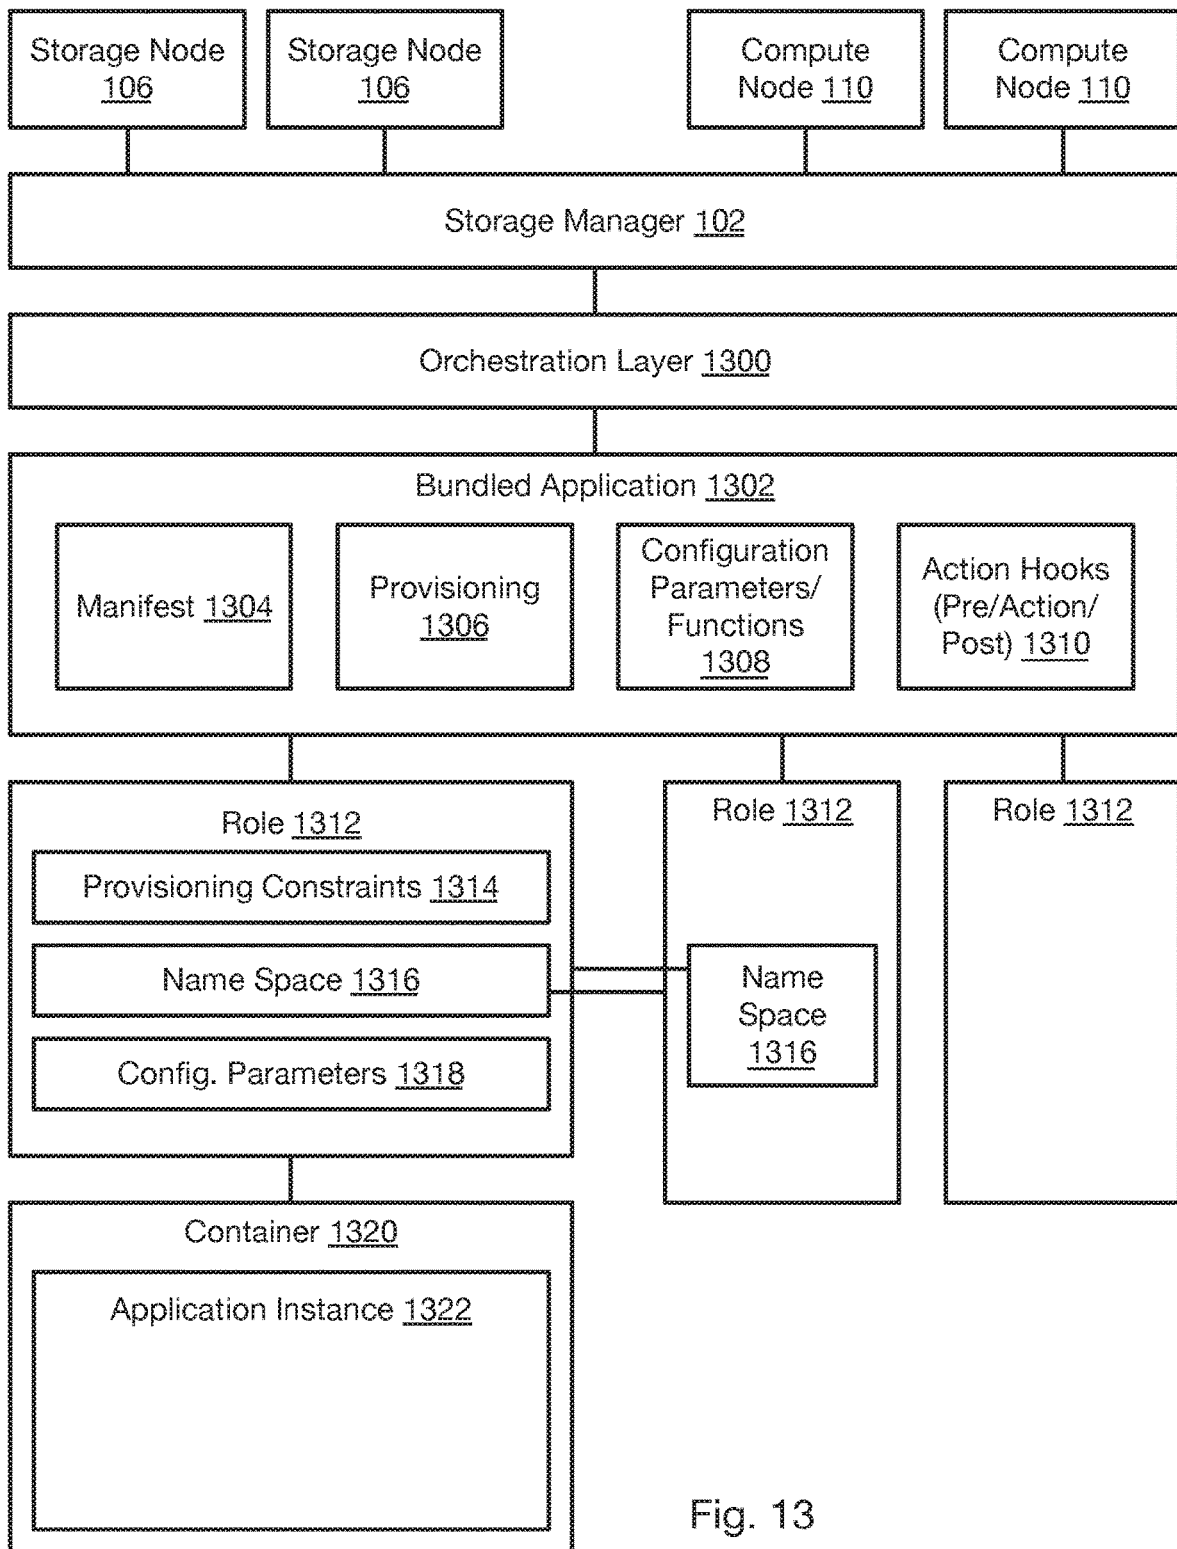 Storage Node
106
Storage Node
106
Compute
Node 110
Compute
Node 110
Storage Manager 102
Orchestration Layer 1300
Bundled Application 1302
Manifest 1304
Provisioning
1306
Configuration
Parameters/
Functions
1308
Action Hooks
(Pre/Action/
Post) 1310
Role 1312
Provisioning Constraints 1314
Name Space 1316
Config. Parameters 1318
Role 1312
Name
Space
1316
Role 1312
Container 1320
Application Instance 1322
Fig. 13